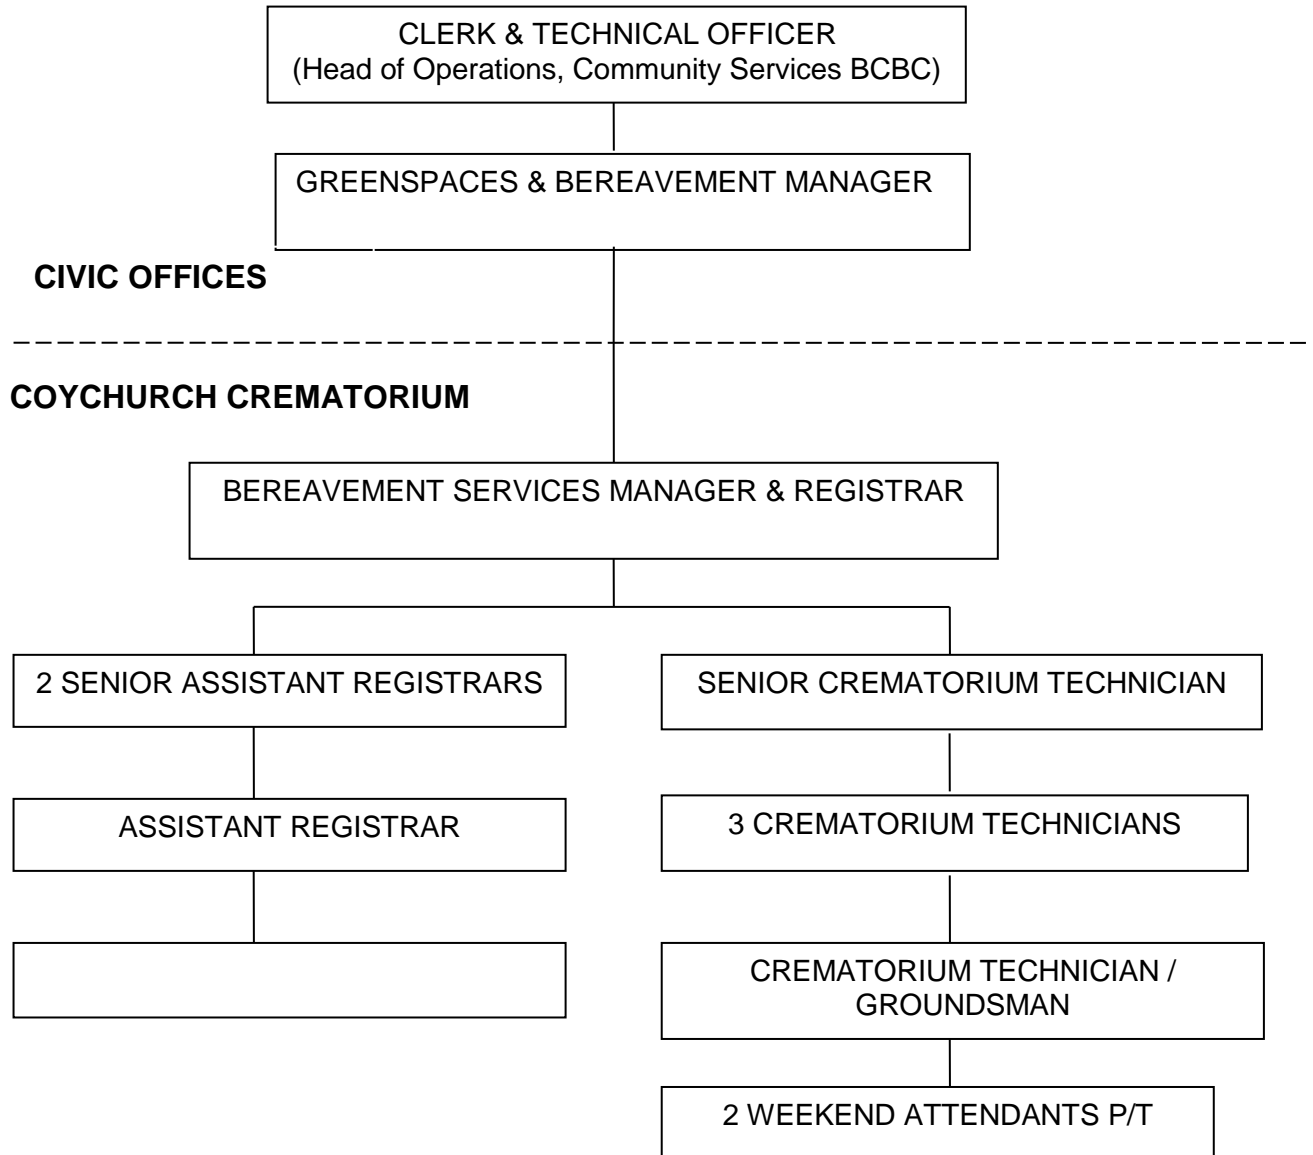 CLERK & TECHNICAL OFFICER
(Head of Operations, Community Services BCBC)
GREENSPACES & BEREAVEMENT MANAGER
CIVIC OFFICES
COYCHURCH CREMATORIUM
BEREAVEMENT SERVICES MANAGER & REGISTRAR
2 SENIOR ASSISTANT REGISTRARS
SENIOR CREMATORIUM TECHNICIAN
ASSISTANT REGISTRAR
3 CREMATORIUM TECHNICIANS
CREMATORIUM TECHNICIAN /
GROUNDSMAN
2 WEEKEND ATTENDANTS P/T